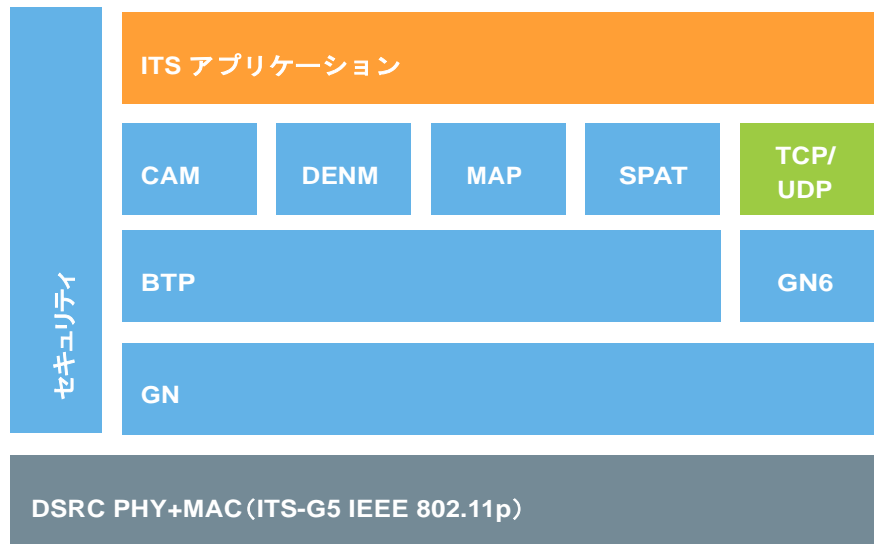 ITS アプリケーション
CAM
DENM
MAP
SPAT
TCP/
UDP
BTP
GN6
セキュリティ
GN
DSRC PHY+MAC（ITS-G5 IEEE 802.11p）